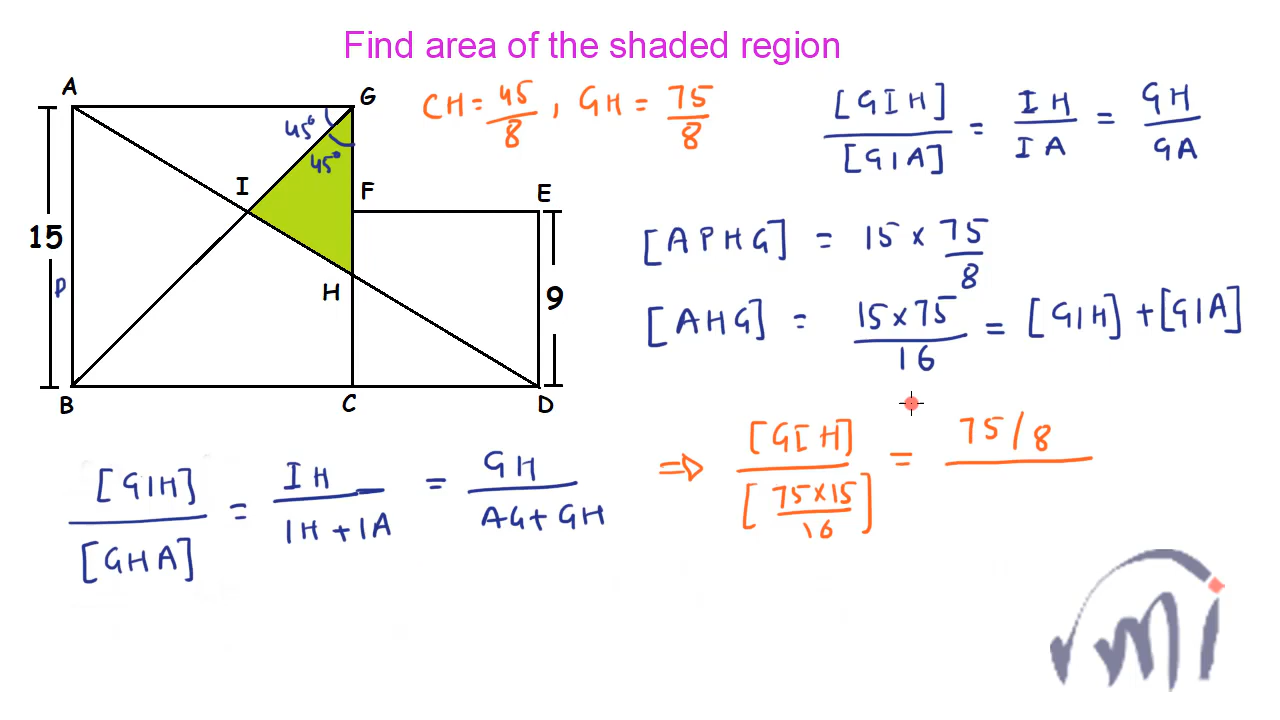 Find area of the shaded region
A
G
I
F
E
H
B
C
D
15
9
P
45°
45°
CH = 45/8 , GH = 75/8
[GIH]/[GIA] = IH/IA = GH/GA
[APHG] = 15 × 75/8
[AHG] = 15×75/16 = [GIH] + [GIA]
⇒ [GIH]/[75×15/16] = 75/8
[GIH]/[GHA] = IH/IH + IA = GH/AG + GH
rmi